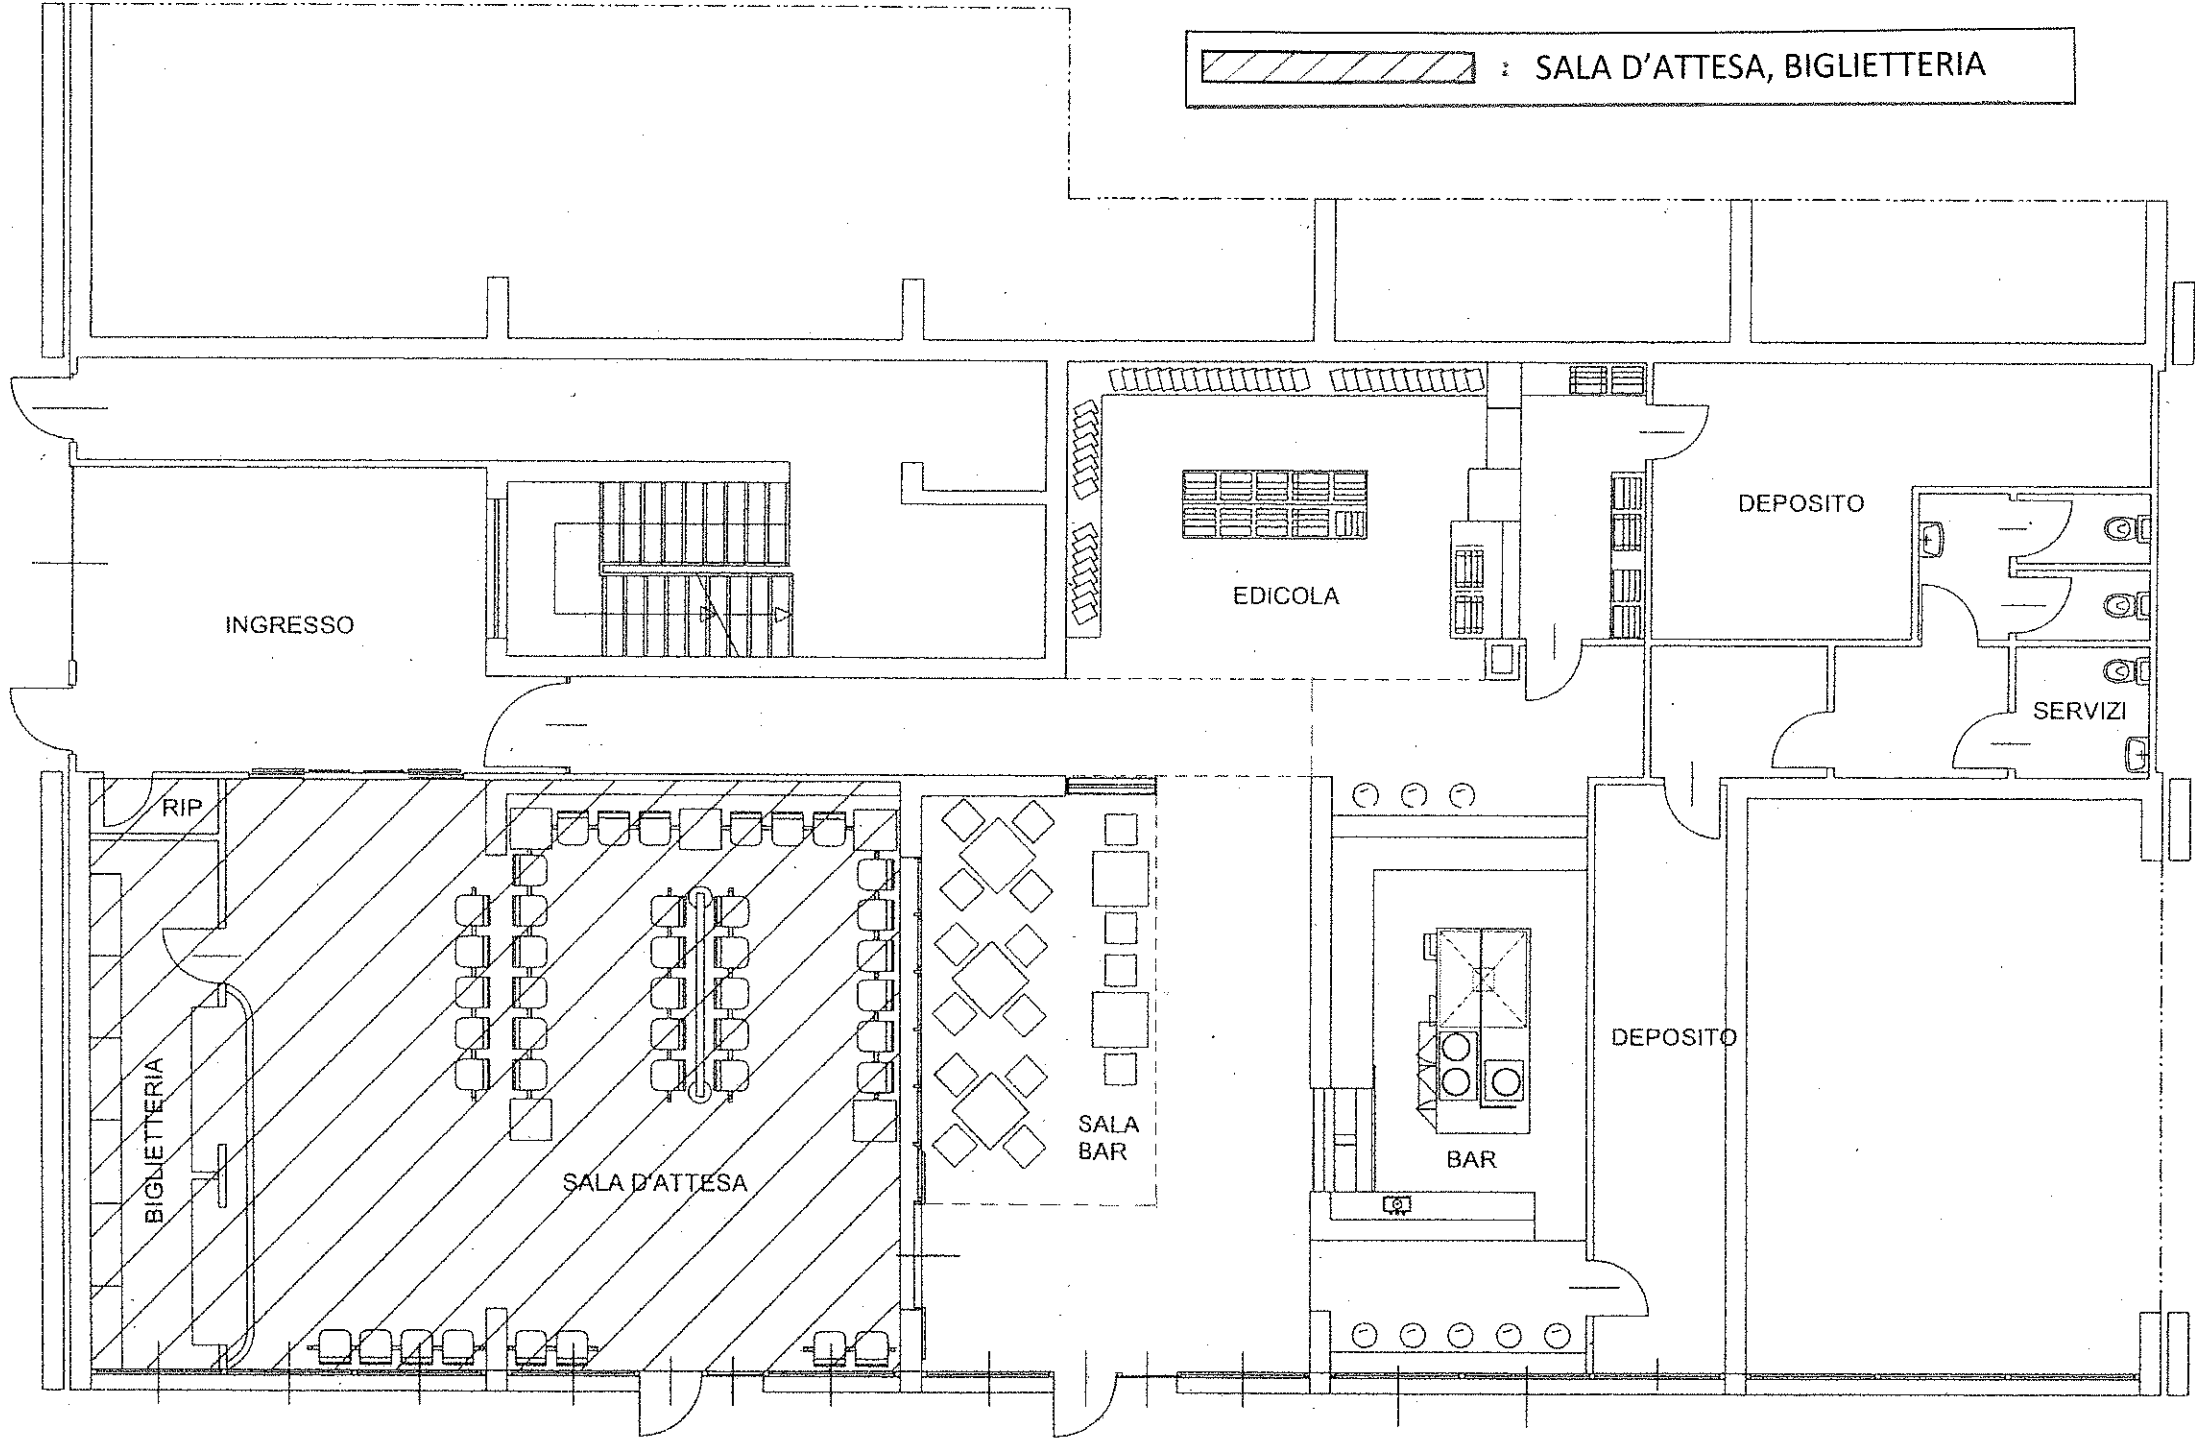 : SALA D'ATTESA, BIGLIETTERIA
DEPOSITO
EDICOLA
INGRESSO
SERVIZI
RIP
DEPOSITO
BIGLIETTERIA
SALA D'ATTESA
SALA
BAR
BAR